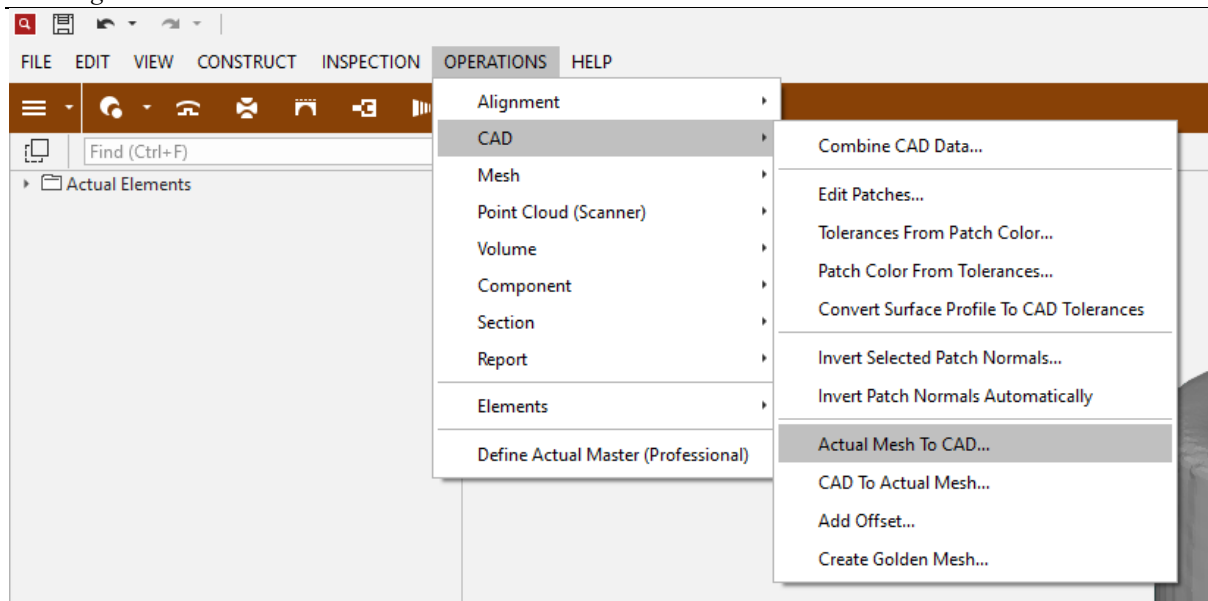 FILE EDIT VIEW CONSTRUCT INSPECTION OPERATIONS HELP
Find (Ctrl+F)
Actual Elements
Alignment
CAD
Mesh
Point Cloud (Scanner)
Volume
Component
Section
Report
Elements
Define Actual Master (Professional)
Combine CAD Data...
Edit Patches...
Tolerances From Patch Color...
Patch Color From Tolerances...
Convert Surface Profile To CAD Tolerances
Invert Selected Patch Normals...
Invert Patch Normals Automatically
Actual Mesh To CAD...
CAD To Actual Mesh...
Add Offset...
Create Golden Mesh...